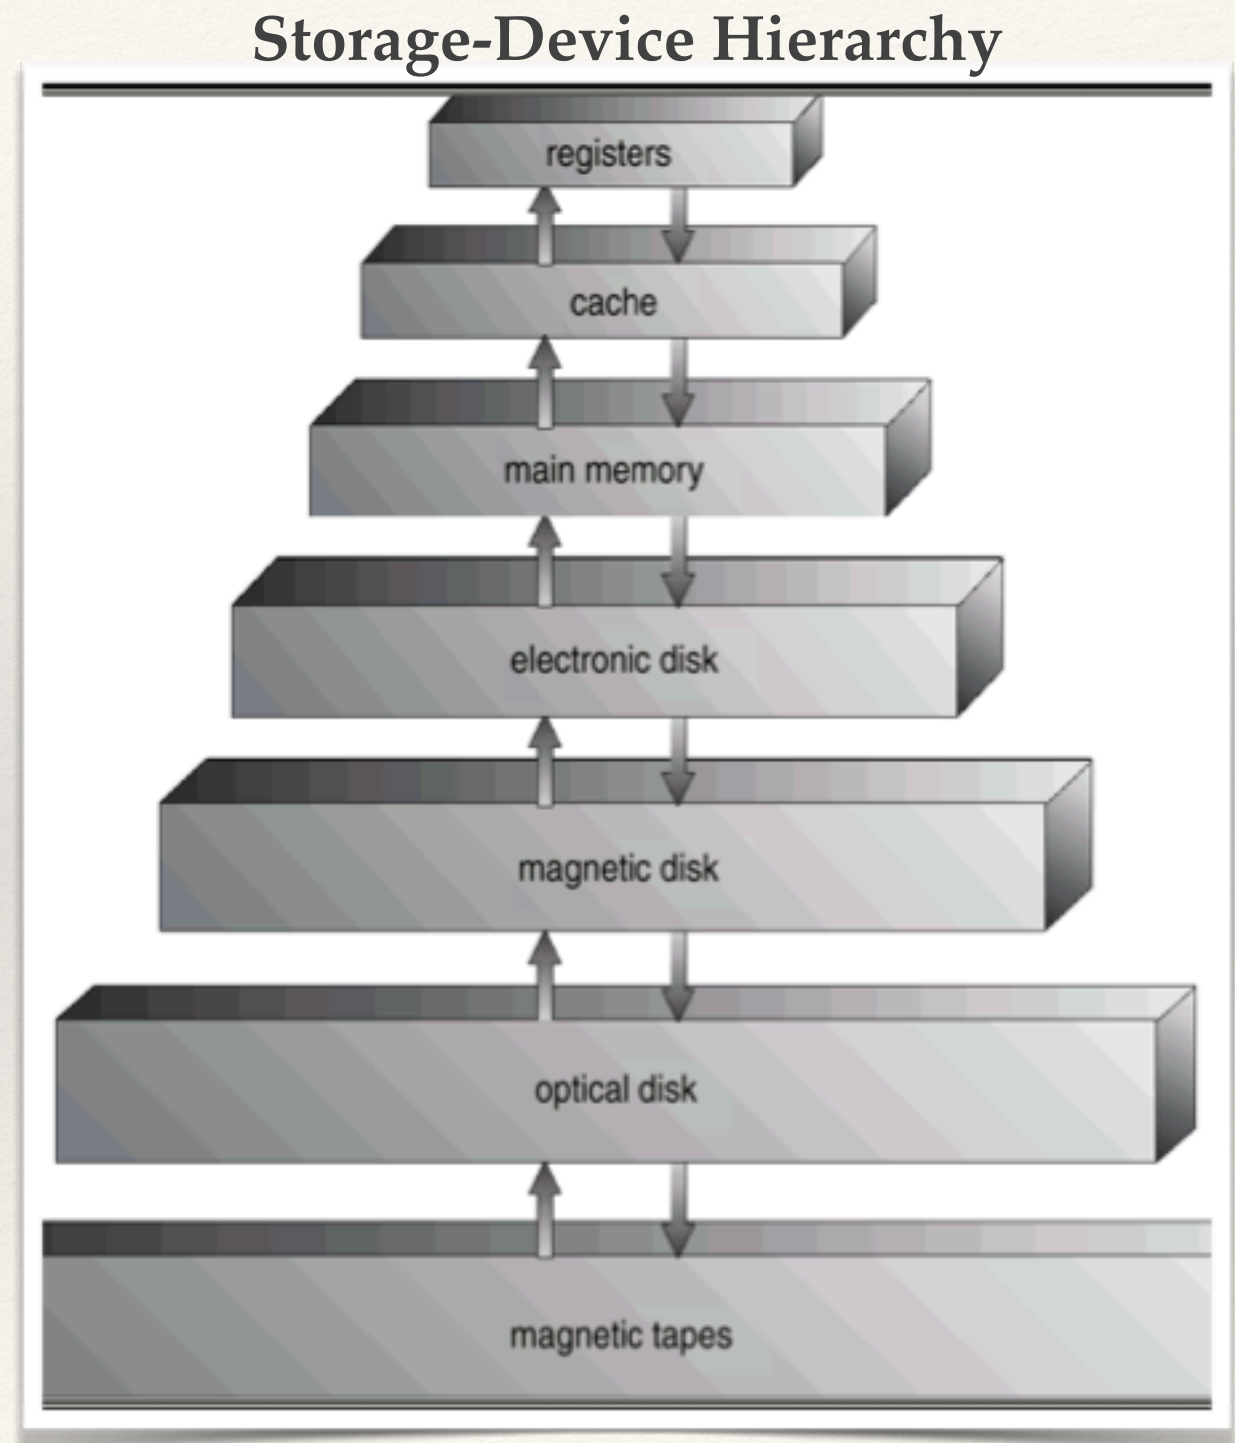 Storage-Device Hierarchy
registers
cache
main memory
electronic disk
magnetic disk
optical disk
magnetic tapes